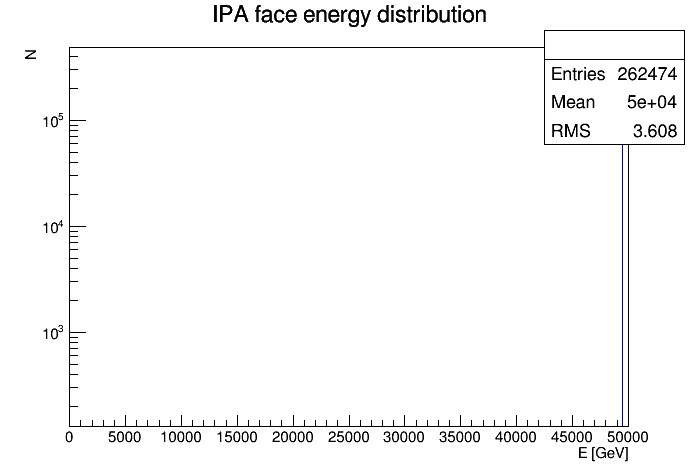 IPA face energy distribution
N
Entries 262474
Mean 5e+04
RMS 3.608
10^5
10^4
10^3
0 5000 10000 15000 20000 25000 30000 35000 40000 45000 50000
E [GeV]